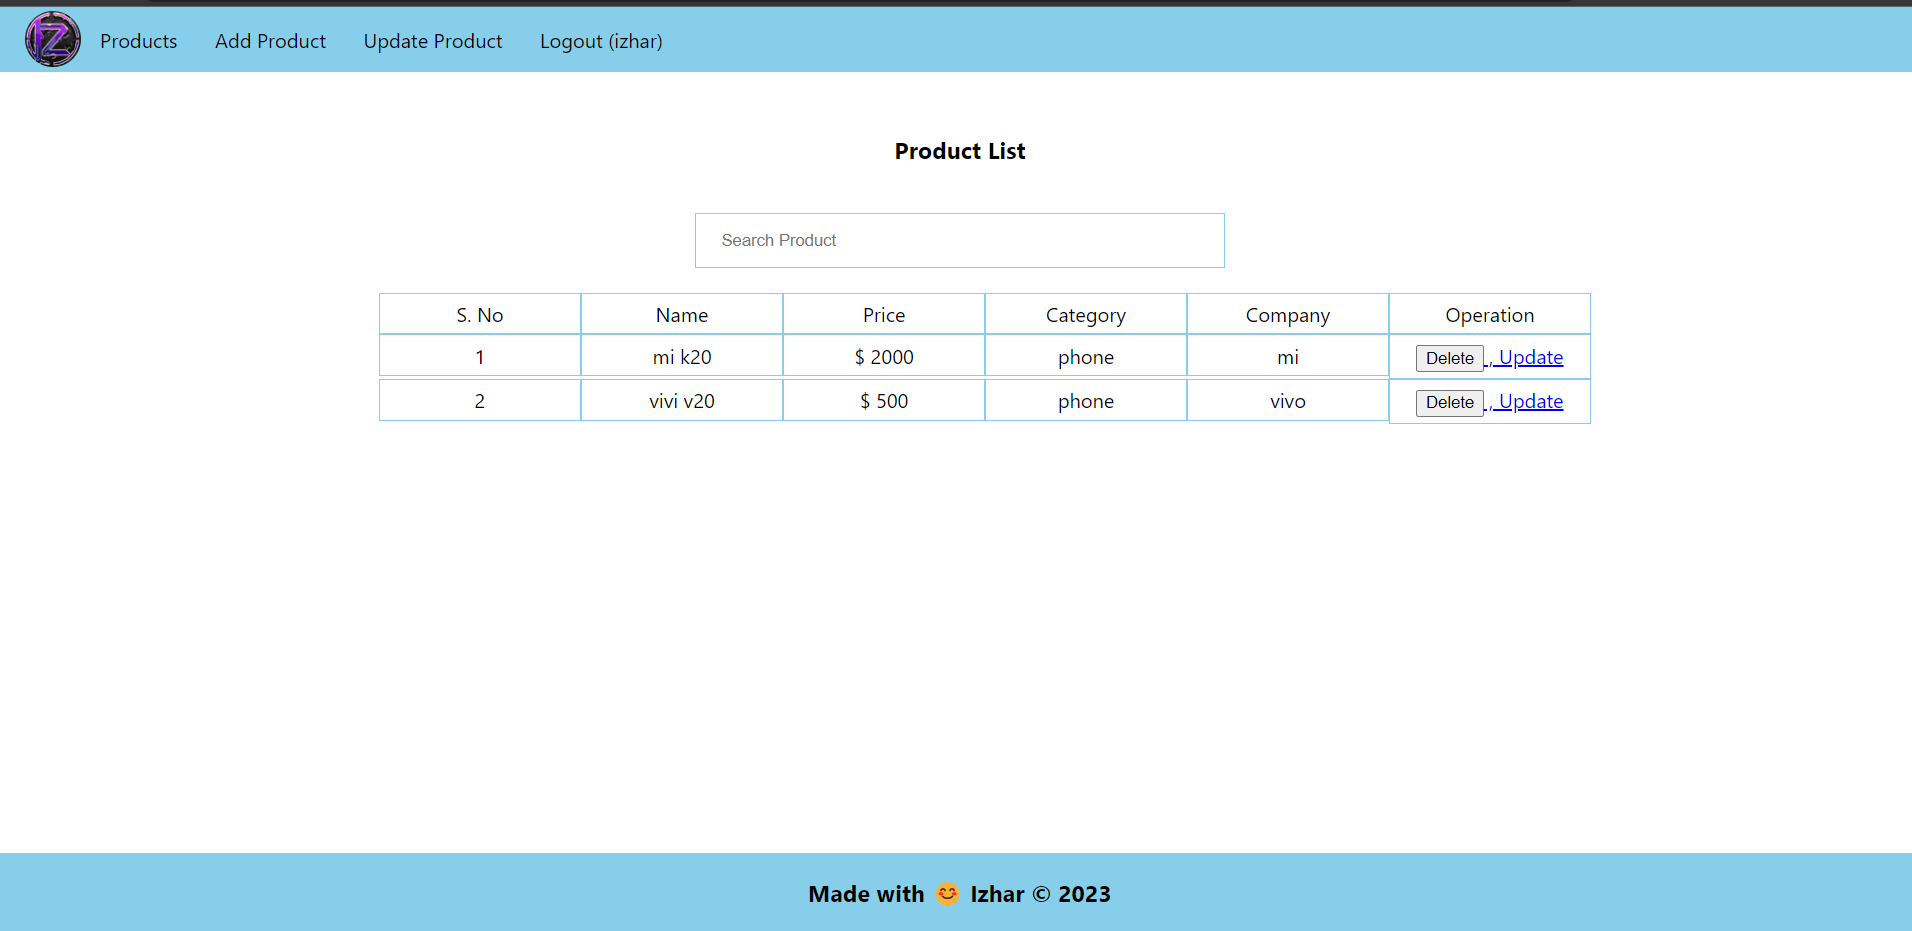 Products Add Product Update Product Logout (izhar)
Product List
Search Product
S. No Name Price Category Company Operation
1 mi k20 $ 2000 phone mi Delete , Update
2 vivi v20 $ 500 phone vivo Delete , Update
Made with 😊 Izhar © 2023